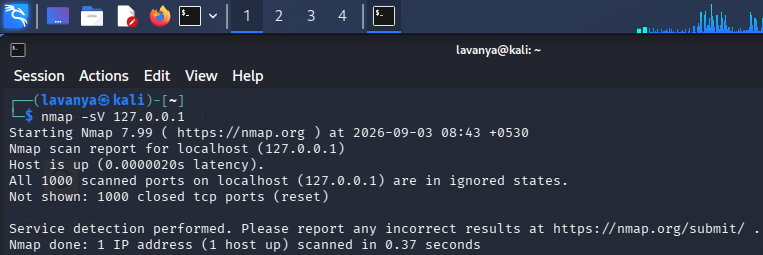 1 2 3 4
lavanya@kali: ~
Session Actions Edit View Help
┌──(lavanya㉿kali)-[~]
└─$ nmap -sV 127.0.0.1
Starting Nmap 7.99 ( https://nmap.org ) at 2026-09-03 08:43 +0530
Nmap scan report for localhost (127.0.0.1)
Host is up (0.0000020s latency).
All 1000 scanned ports on localhost (127.0.0.1) are in ignored states.
Not shown: 1000 closed tcp ports (reset)
Service detection performed. Please report any incorrect results at https://nmap.org/submit/ .
Nmap done: 1 IP address (1 host up) scanned in 0.37 seconds